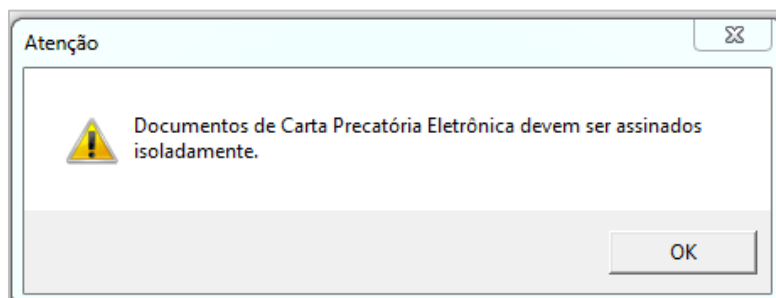 Atenção
Documentos de Carta Precatória Eletrônica devem ser assinados
isoladamente.
OK